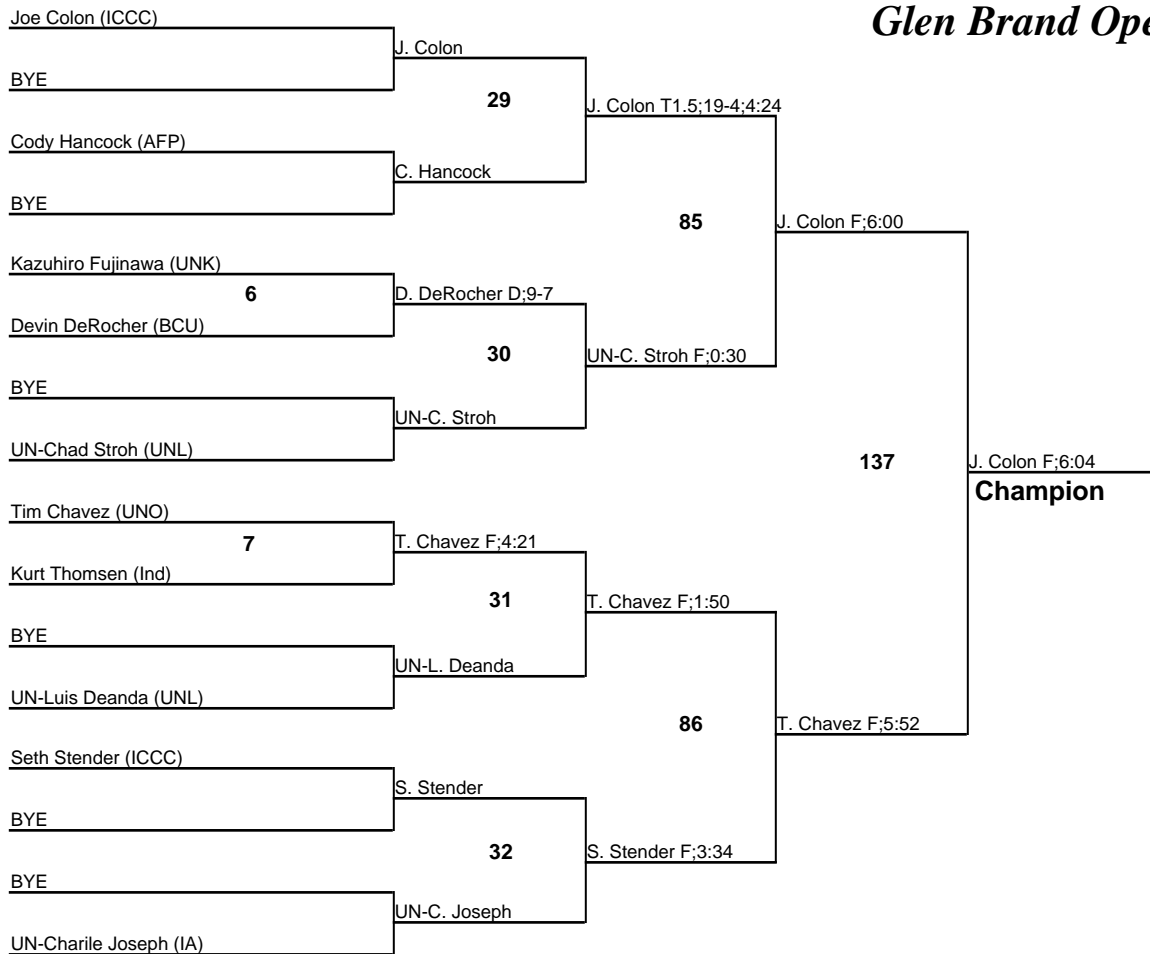 Joe Colon (ICCC)
Glen Brand Ope
J. Colon
BYE
29
J. Colon T1.5;19-4;4:24
Cody Hancock (AFP)
C. Hancock
BYE
85
J. Colon F;6:00
Kazuhiro Fujinawa (UNK)
6
D. DeRocher D;9-7
Devin DeRocher (BCU)
30
UN-C. Stroh F;0:30
BYE
UN-C. Stroh
UN-Chad Stroh (UNL)
137
J. Colon F;6:04
Champion
Tim Chavez (UNO)
7
T. Chavez F;4:21
Kurt Thomsen (Ind)
31
T. Chavez F;1:50
BYE
UN-L. Deanda
UN-Luis Deanda (UNL)
86
T. Chavez F;5:52
Seth Stender (ICCC)
S. Stender
BYE
32
S. Stender F;3:34
BYE
UN-C. Joseph
UN-Charile Joseph (IA)